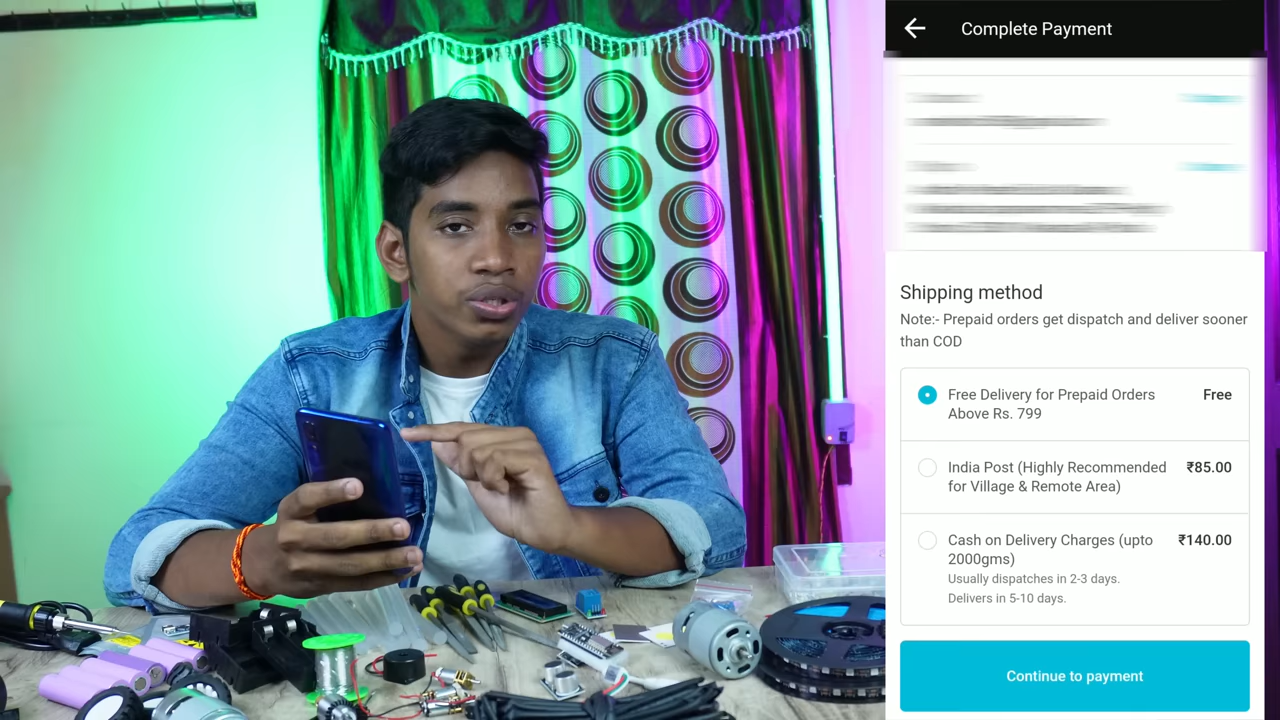 Complete Payment
Shipping method
Note:- Prepaid orders get dispatch and deliver sooner
than COD
Free Delivery for Prepaid Orders
Above Rs. 799
Free
India Post (Highly Recommended
for Village & Remote Area)
₹85.00
Cash on Delivery Charges (upto
2000gms)
₹140.00
Usually dispatches in 2-3 days.
Delivers in 5-10 days.
Continue to payment